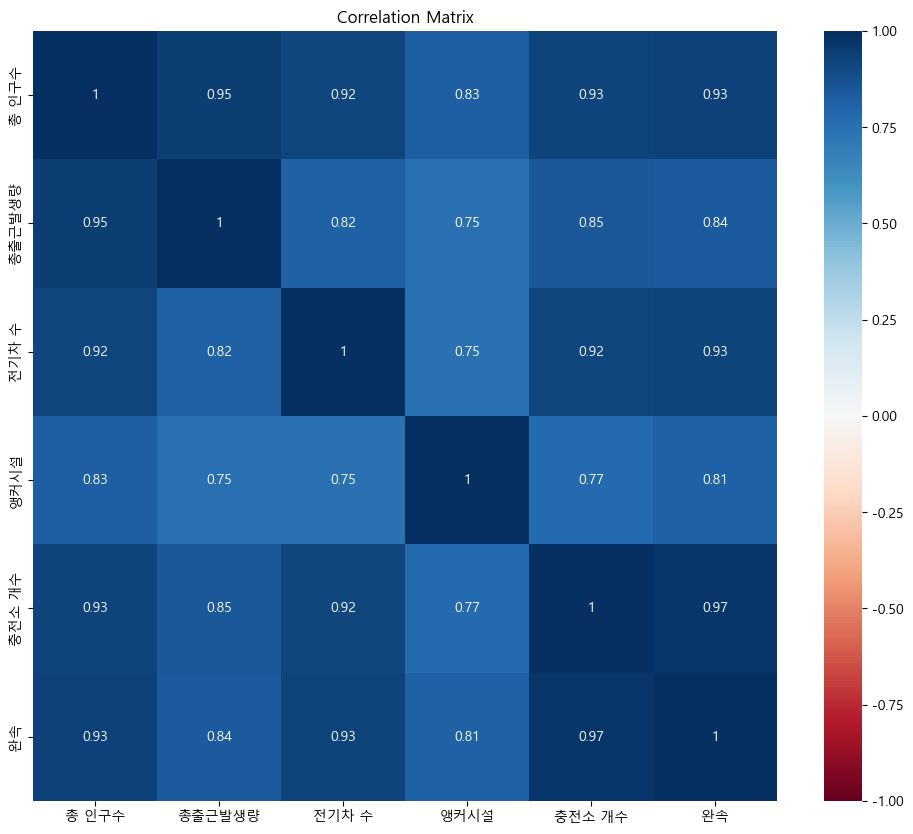 Correlation Matrix
총 인구수 1 0.95 0.92 0.83 0.93 0.93
총출근발생량 0.95 1 0.82 0.75 0.85 0.84
전기차 수 0.92 0.82 1 0.75 0.92 0.93
앵커시설 0.83 0.75 0.75 1 0.77 0.81
충전소 개수 0.93 0.85 0.92 0.77 1 0.97
완속 0.93 0.84 0.93 0.81 0.97 1
총 인구수 총출근발생량 전기차 수 앵커시설 충전소 개수 완속
1.00
0.75
0.50
0.25
0.00
-0.25
-0.50
-0.75
-1.00